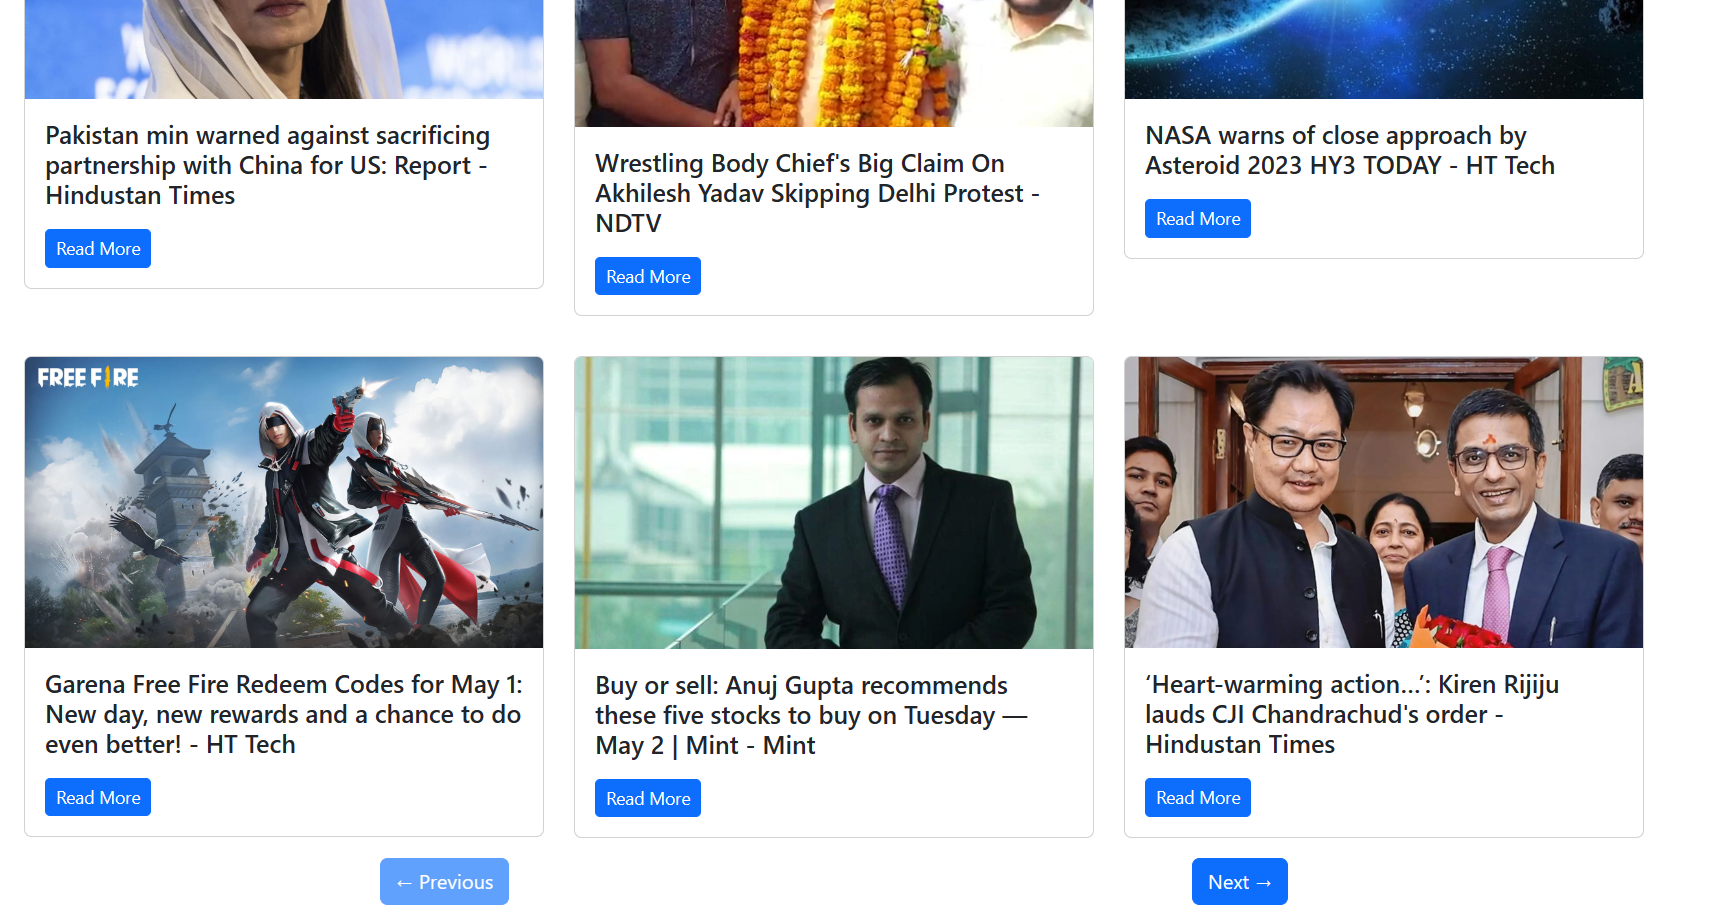 WORLD
Pakistan min warned against sacrificing
partnership with China for US: Report -
Hindustan Times
Read More
Wrestling Body Chief's Big Claim On
Akhilesh Yadav Skipping Delhi Protest -
NDTV
Read More
NASA warns of close approach by
Asteroid 2023 HY3 TODAY - HT Tech
Read More
FREE FIRE
Garena Free Fire Redeem Codes for May 1:
New day, new rewards and a chance to do
even better! - HT Tech
Read More
Buy or sell: Anuj Gupta recommends
these five stocks to buy on Tuesday —
May 2 | Mint - Mint
Read More
‘Heart-warming action...’: Kiren Rijiju
lauds CJI Chandrachud's order -
Hindustan Times
Read More
← Previous
Next →